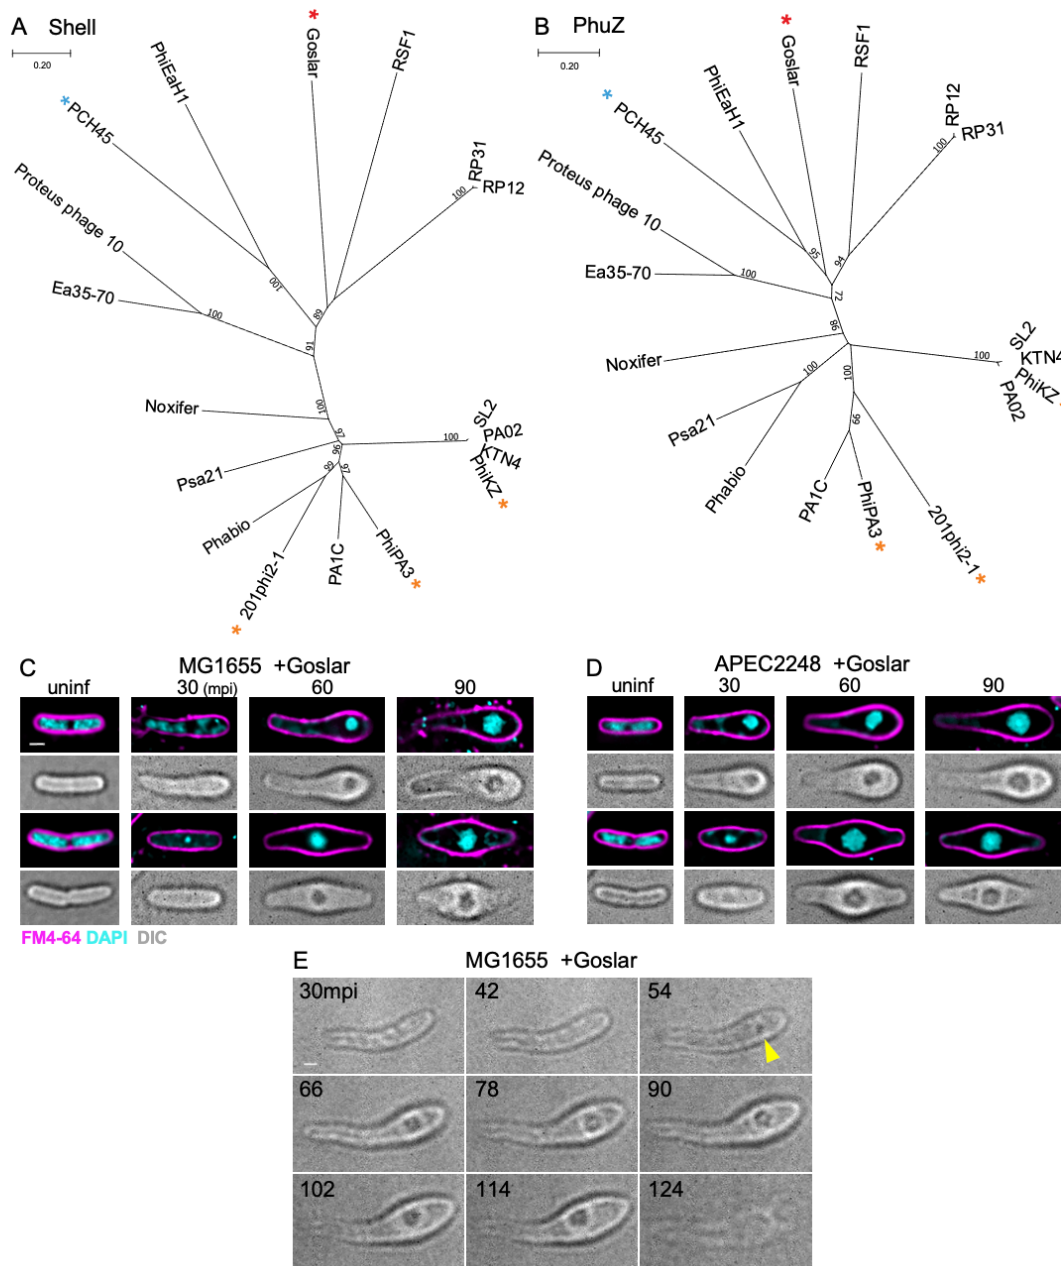 A Shell
0.20
* Goslar
RSF1
PhiEaH1
* PCH45
RP31
RP12
100
Proteus phage 10
100
Ea35-70
100
89
91
Noxifer
100
97
96
100
SL2
PA02
KTN4
PhiKZ *
Psa21
99
97
Phabio
* 201phi2-1
PA1C
PhiPA3 *
B PhuZ
0.20
* Goslar
RSF1
PhiEaH1
* PCH45
RP12
RP31
100
Proteus phage 10
95
94
Ea35-70
100
72
86
Noxifer
100
SL2
KTN4
PhiKZ
PA02
100
100
Psa21
99
Phabio
PA1C
PhiPA3 *
201phi2-1 *
C MG1655 +Goslar
uninf 30 (mpi) 60 90
FM4-64 DAPI DIC
D APEC2248 +Goslar
uninf 30 60 90
E MG1655 +Goslar
30mpi 42 54
66 78 90
102 114 124